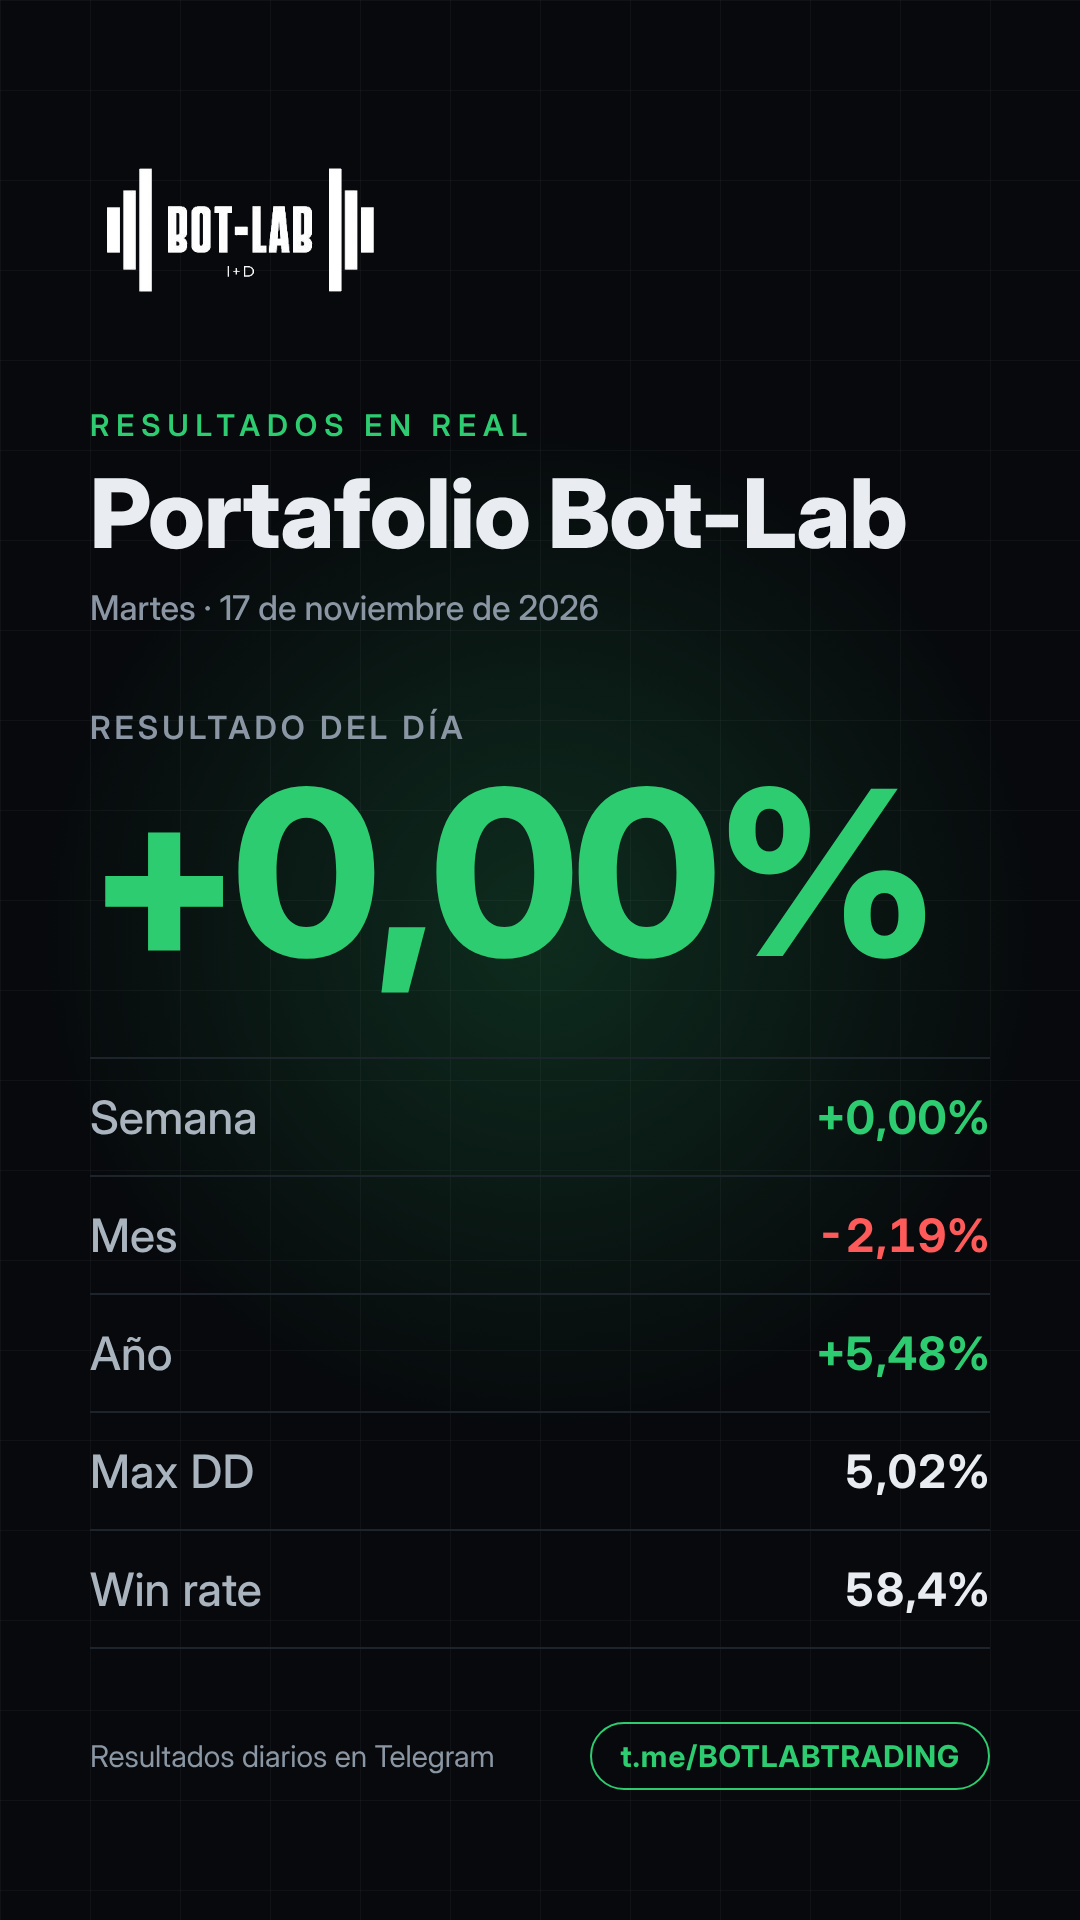 BOT-LAB
I+D
RESULTADOS EN REAL
Portafolio Bot-Lab
Martes · 17 de noviembre de 2026
RESULTADO DEL DÍA
+0,00%
Semana +0,00%
Mes -2,19%
Año +5,48%
Max DD 5,02%
Win rate 58,4%
Resultados diarios en Telegram t.me/BOTLABTRADING